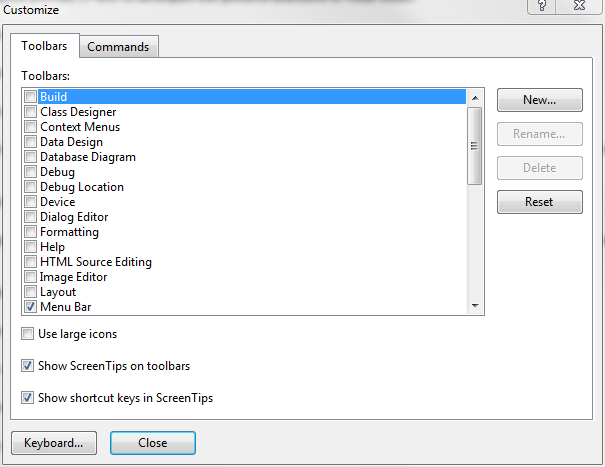 Customize
Toolbars Commands
Toolbars:
Build
Class Designer
Context Menus
Data Design
Database Diagram
Debug
Debug Location
Device
Dialog Editor
Formatting
Help
HTML Source Editing
Image Editor
Layout
Menu Bar
New...
Rename...
Delete
Reset
Use large icons
Show ScreenTips on toolbars
Show shortcut keys in ScreenTips
Keyboard... Close